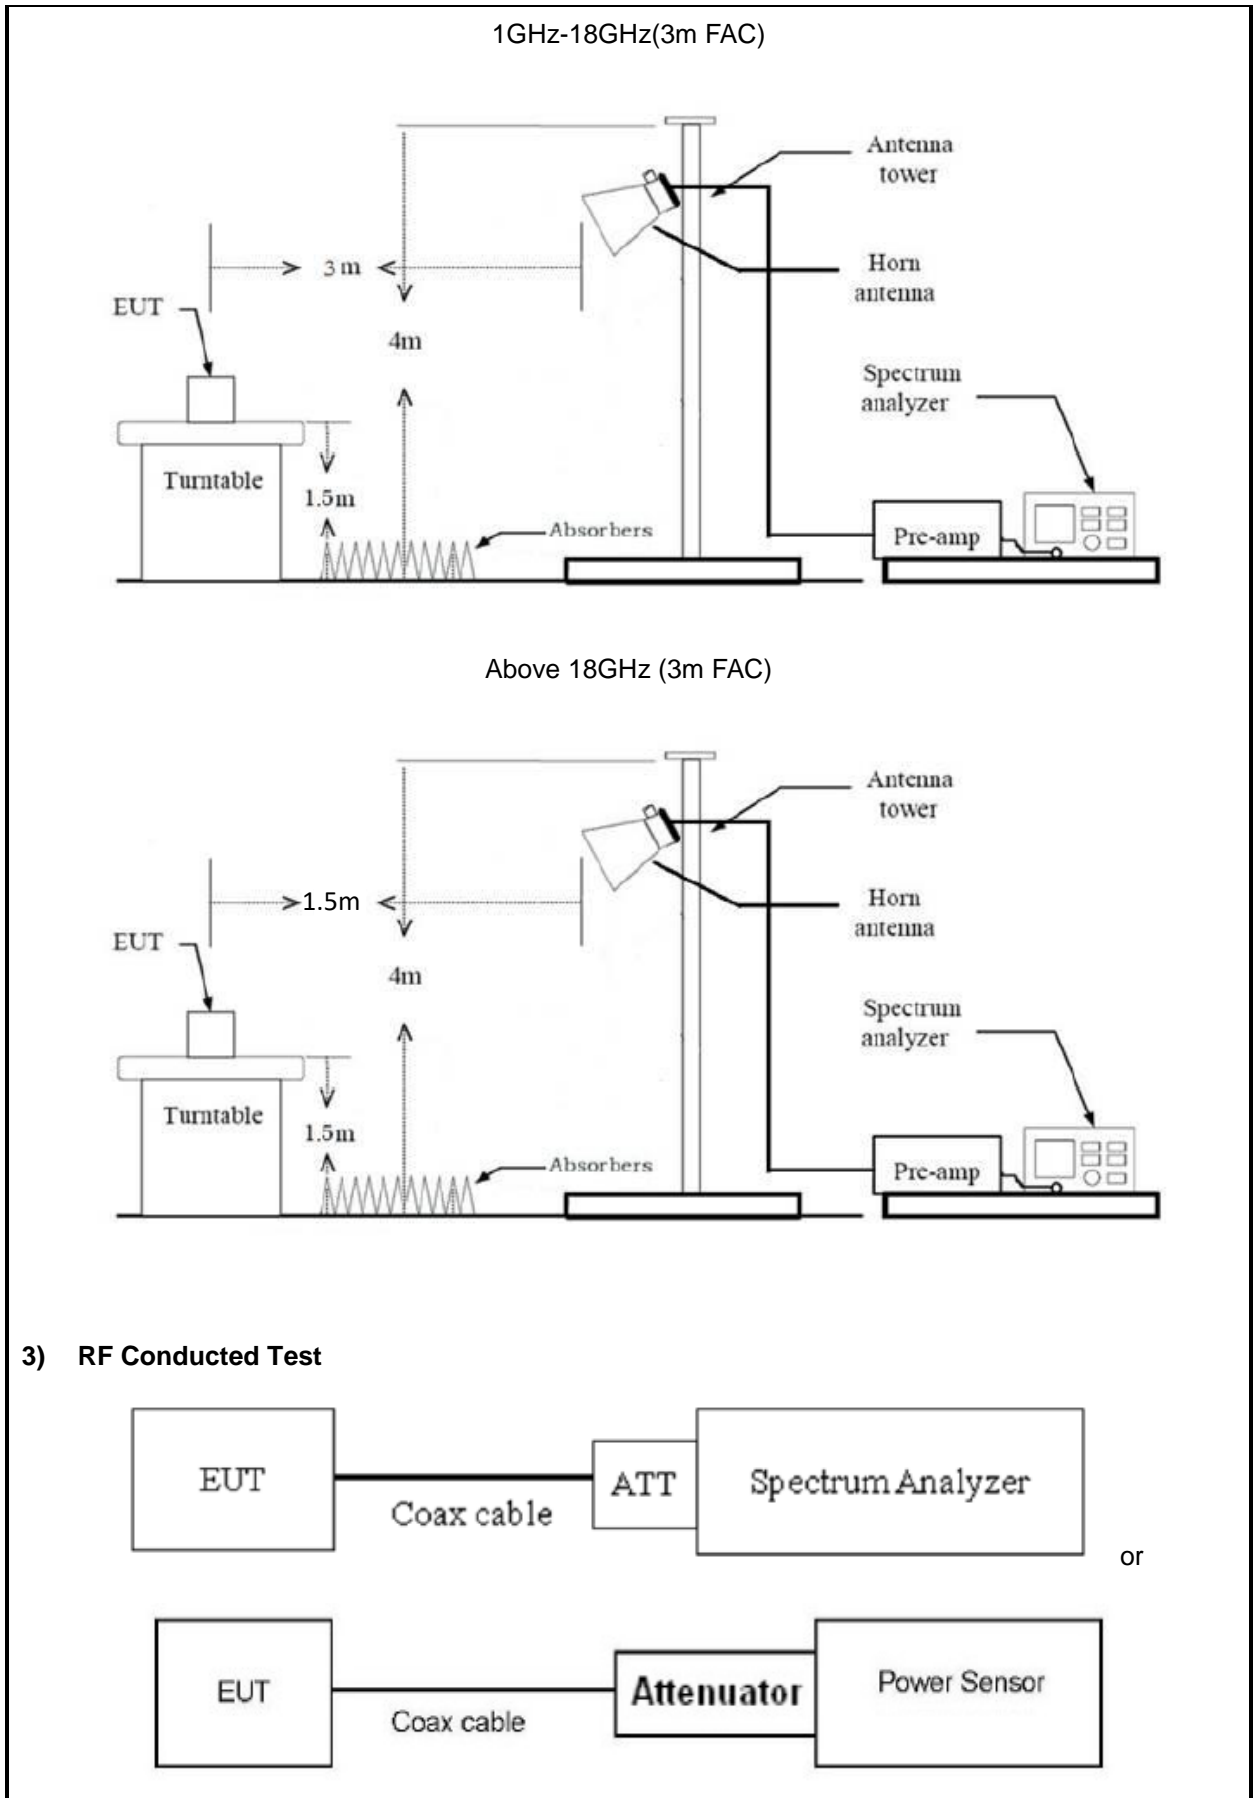 1GHz-18GHz(3m FAC)
Antenna
tower
3 m
Horn
antenna
EUT
4m
Spectrum
analyzer
Turntable
1.5m
Absorbers
Pre-amp
Above 18GHz (3m FAC)
Antenna
tower
1.5m
Horn
antenna
EUT
4m
Spectrum
analyzer
Turntable
1.5m
Absorbers
Pre-amp
3) RF Conducted Test
EUT
Coax cable
ATT
Spectrum Analyzer
or
EUT
Coax cable
Attenuator
Power Sensor